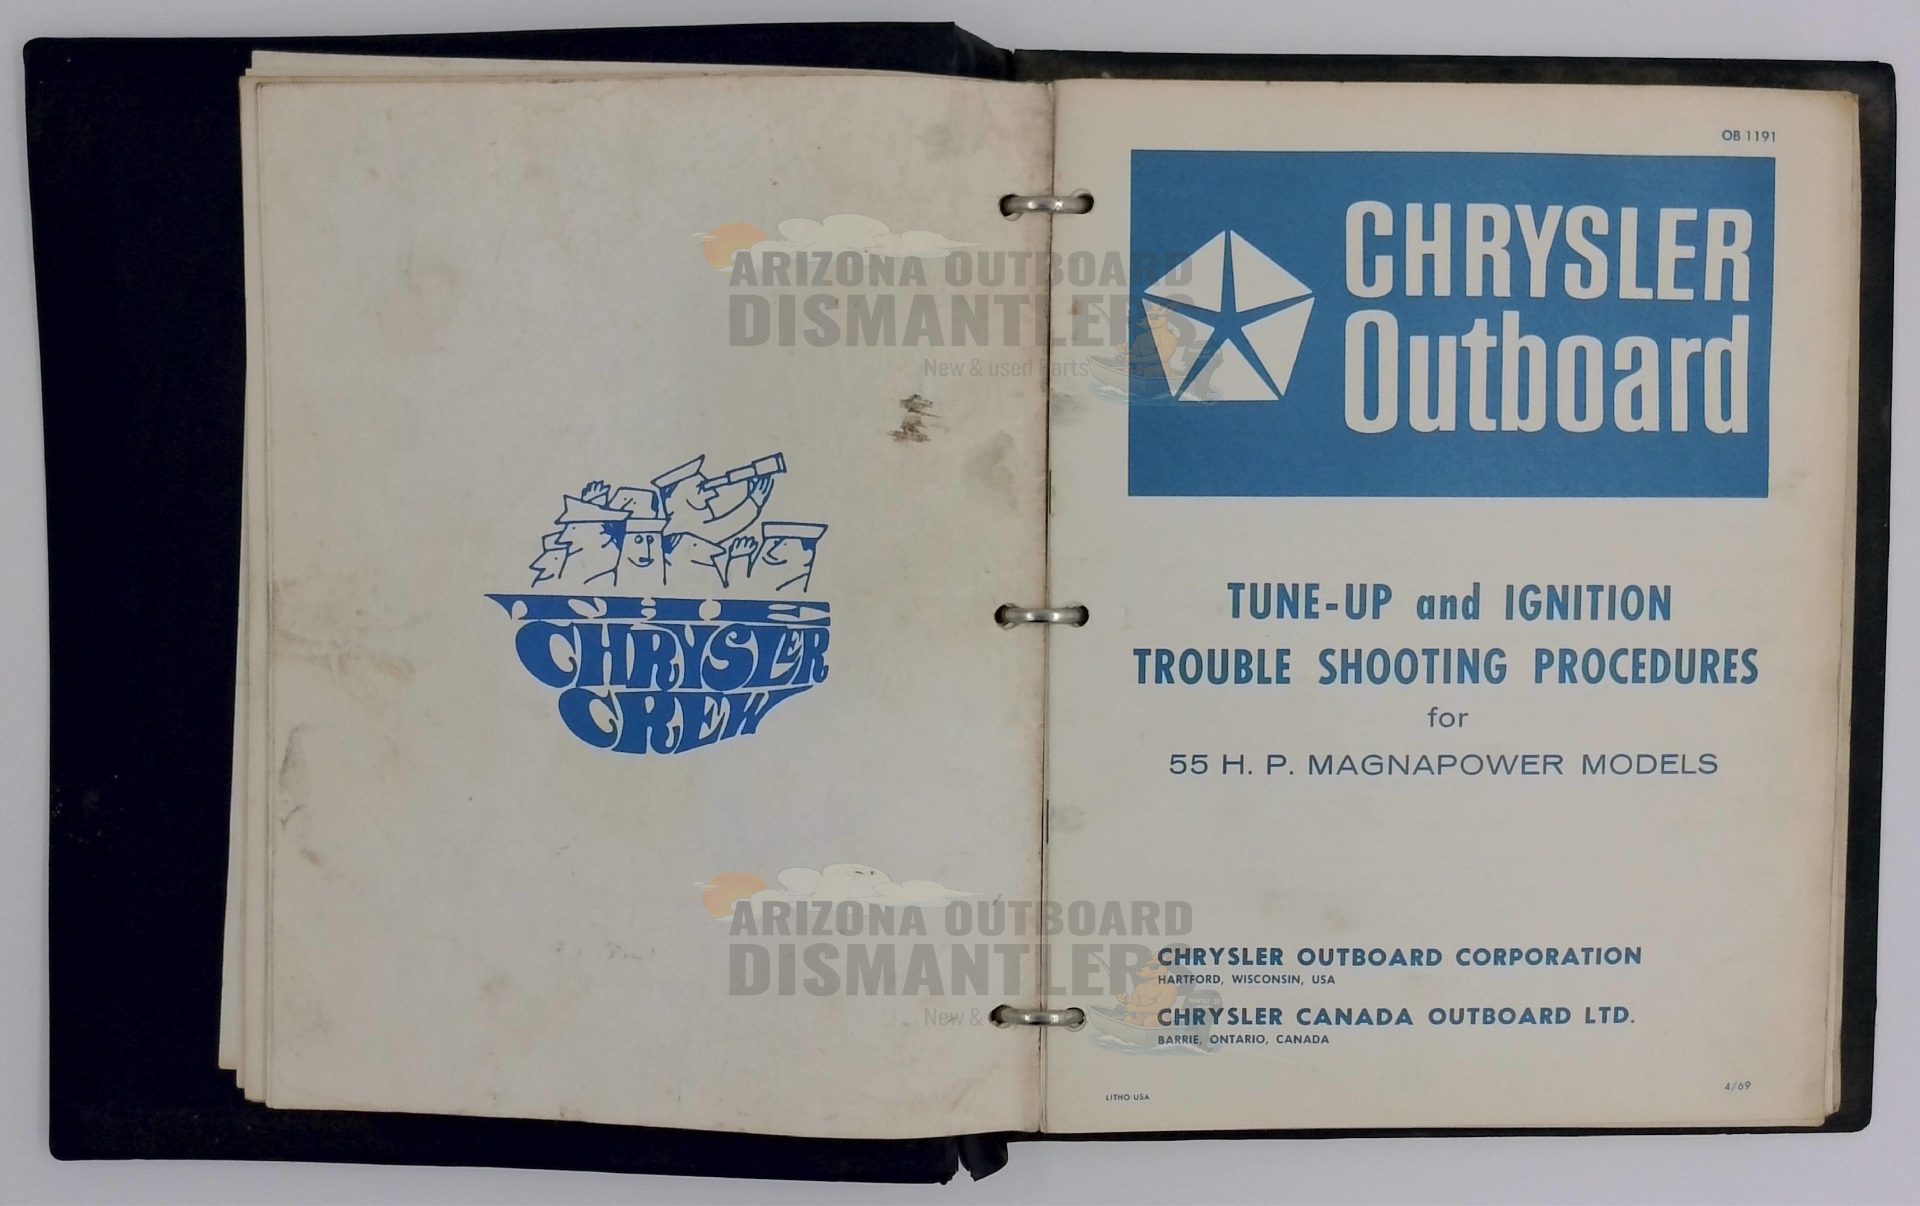 THE
CHRYSLER
CREW
OB 1191
CHRYSLER
Outboard
TUNE-UP and IGNITION
TROUBLE SHOOTING PROCEDURES
for
55 H. P. MAGNAPOWER MODELS
CHRYSLER OUTBOARD CORPORATION
HARTFORD, WISCONSIN, USA
CHRYSLER CANADA OUTBOARD LTD.
BARRIE, ONTARIO, CANADA
LITHO USA
4/69
ARIZONA OUTBOARD
DISMANTLERS
New & used Parts
ARIZONA OUTBOARD
DISMANTLERS
New &